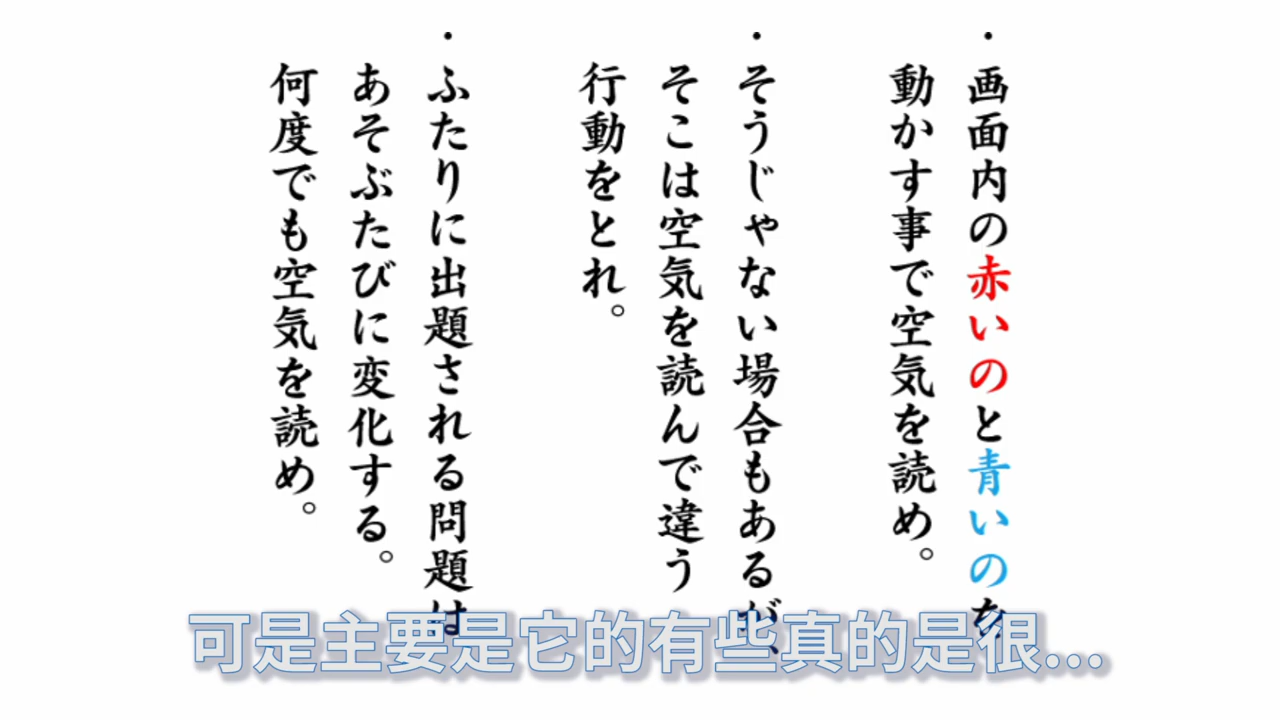 ・画面内の赤いのと青いのを
動かす事で空気を読め。
・そうじゃない場合もあるが、
そこは空気を読んで違う
行動をとれ。
・ふたりに出題される問題は
あそぶたびに変化する。
何度でも空気を読め。
可是主要是它的有些真的是很...